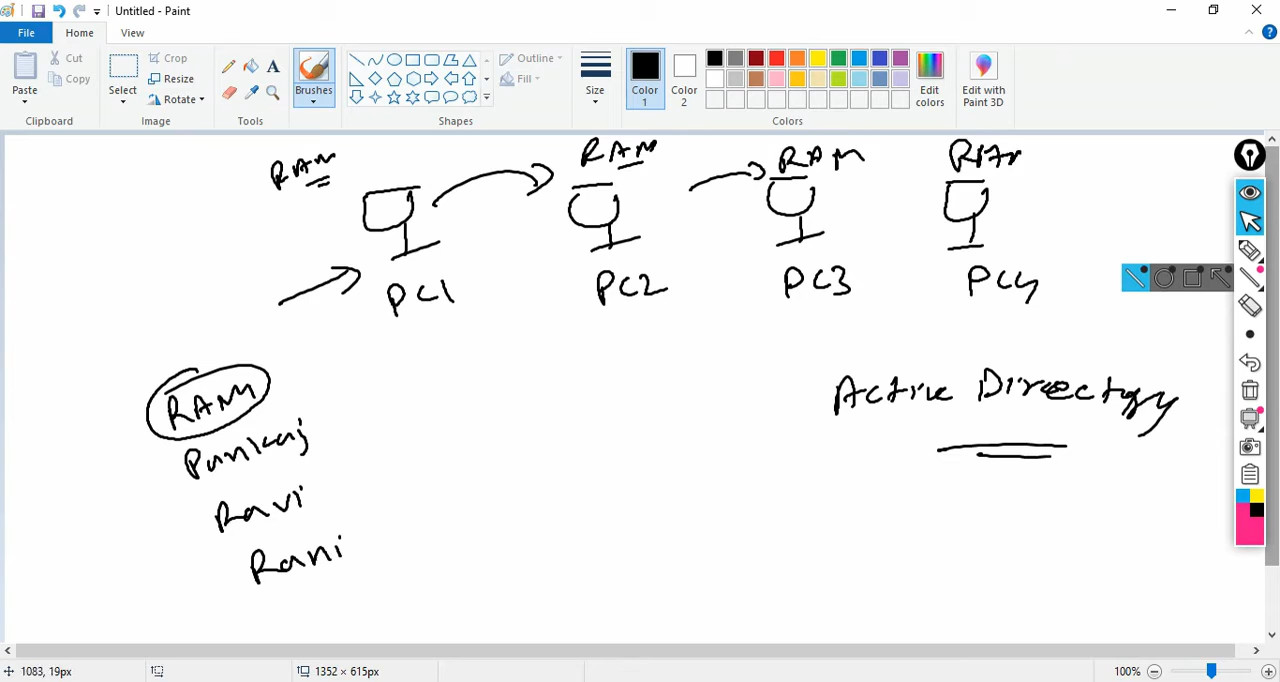 Untitled - Paint
File Home View
Paste Cut Copy
Select Crop Resize Rotate
Brushes
Outline
Fill
Size
Color 1
Color 2
Edit colors
Edit with Paint 3D
Clipboard Image Tools Shapes Colors
RAM RAM RAM RAM
PC1 PC2 PC3 PC4
RAM
Punkaj
Ravi
Rani
Active Directory
1083, 19px 1352 × 615px 100%